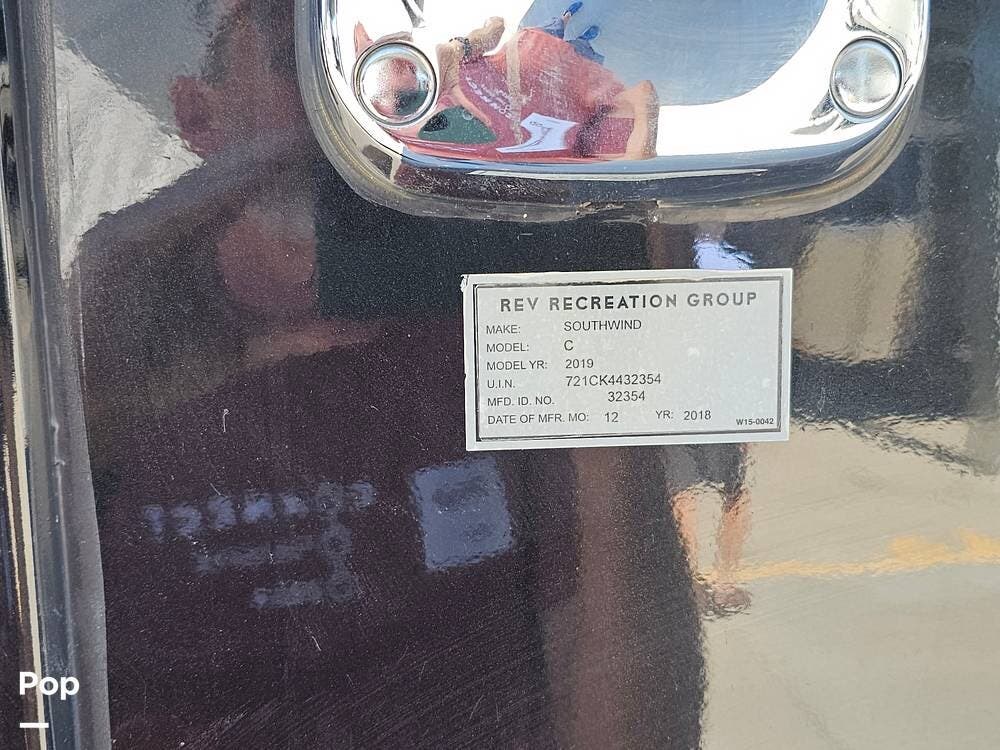 REV RECREATION GROUP
MAKE: SOUTHWIND
MODEL: C
MODEL YR: 2019
U.I.N. 721CK4432354
MFD. ID. NO. 32354
DATE OF MFR. MO: 12 YR: 2018
W15-0042
Pop